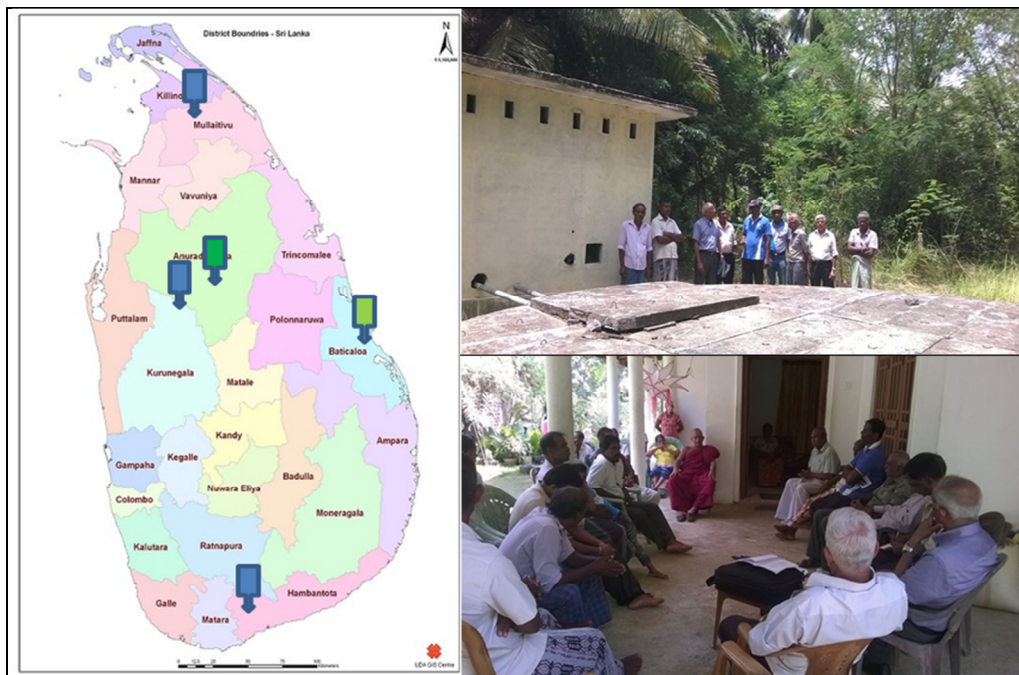 District Boundries - Sri Lanka
N
Jaffna
Mullaitivu
Mannar
Vavuniya
Trincomalee
Puttalam
Polonnaruwa
Baticaloa
Kurunegala
Matale
Ampara
Kandy
Kegalle
Gampaha
Badulla
Nuwara Eliya
Colombo
Moneragala
Kalutara
Ratnapura
Hambantota
Galle
Matara
UDA GIS Centre